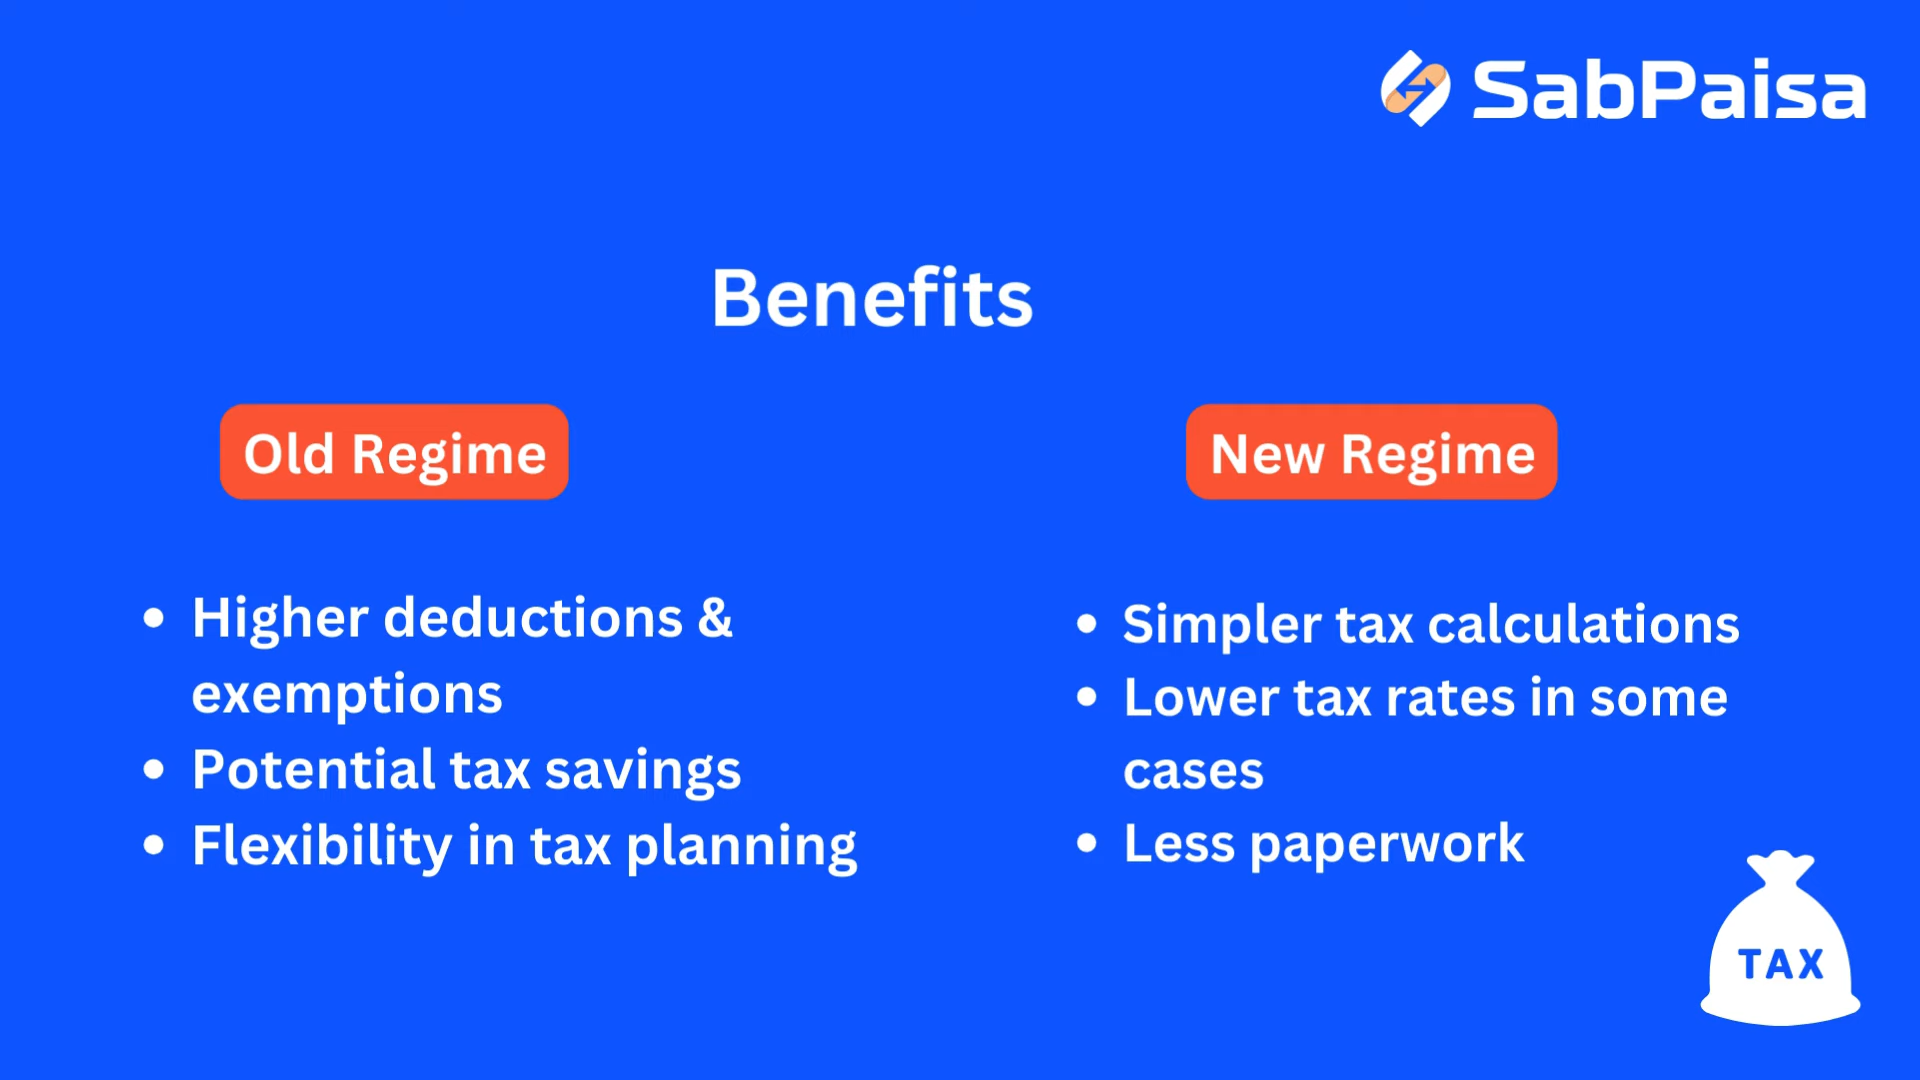 SabPaisa
Benefits
Old Regime
• Higher deductions &
exemptions
• Potential tax savings
• Flexibility in tax planning
New Regime
• Simpler tax calculations
• Lower tax rates in some
cases
• Less paperwork
TAX